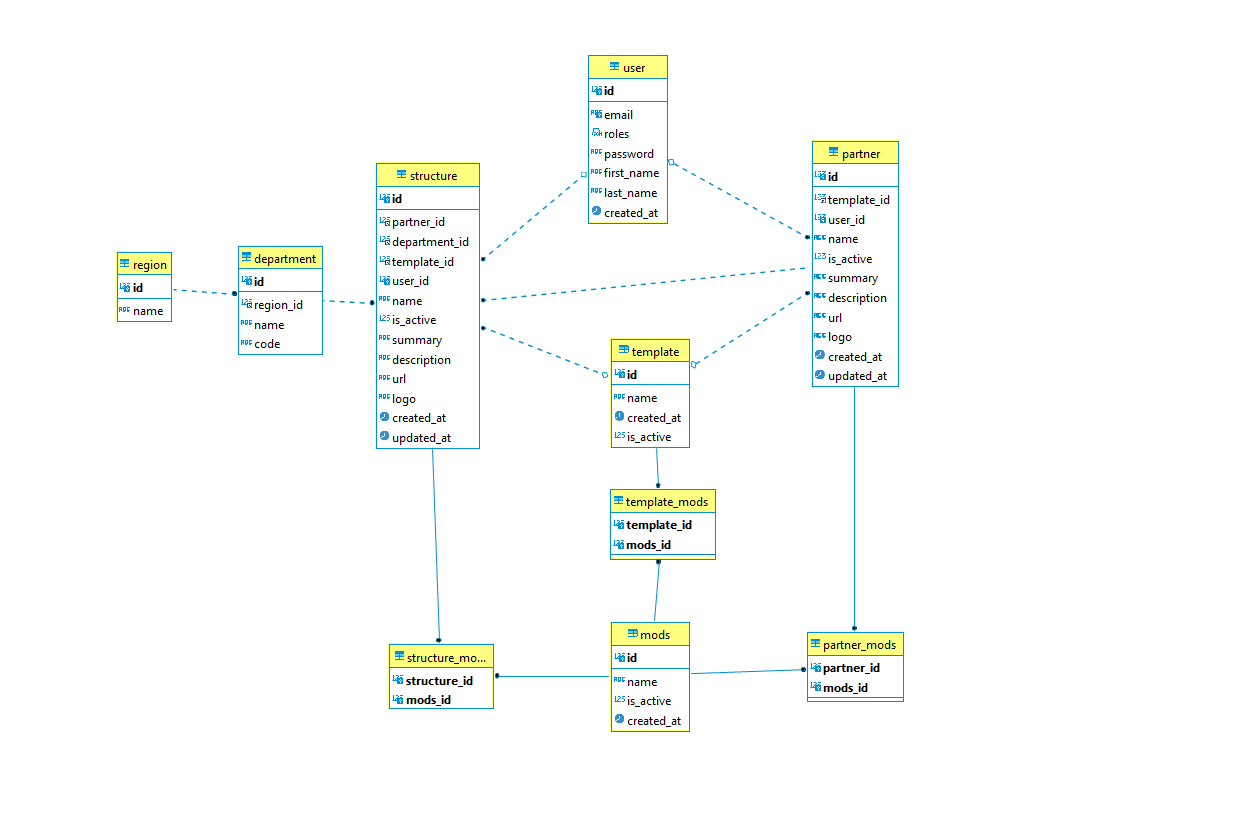 user
id
email
roles
password
first_name
last_name
created_at
partner
id
template_id
user_id
name
is_active
summary
description
url
logo
created_at
updated_at
structure
id
partner_id
department_id
template_id
user_id
name
is_active
summary
description
url
logo
created_at
updated_at
region
id
name
department
id
region_id
name
code
template
id
name
created_at
is_active
template_mods
template_id
mods_id
mods
id
name
is_active
created_at
structure_mo...
structure_id
mods_id
partner_mods
partner_id
mods_id